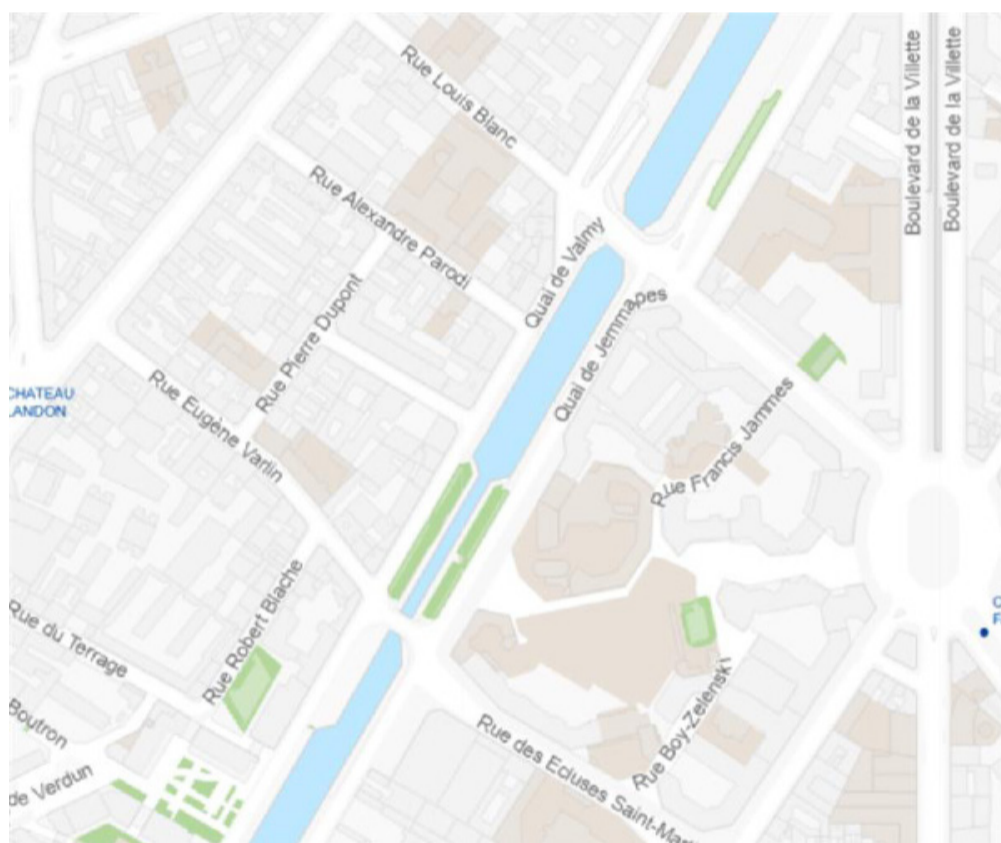 Rue Louis Blanc
Boulevard de la Villette
Boulevard de la Villette
Rue Alexandre Parodi
Quai de Valmy
Rue Pierre Dupont
Quai de Jemmapes
CHATEAU
LANDON
Rue Eugène Varlin
Rue Francis Jammes
Rue Robert Blache
Rue du Terrage
Rue Boy-Zelenski
Boutron
de Verdun
Rue des Ecluses Saint-Mart